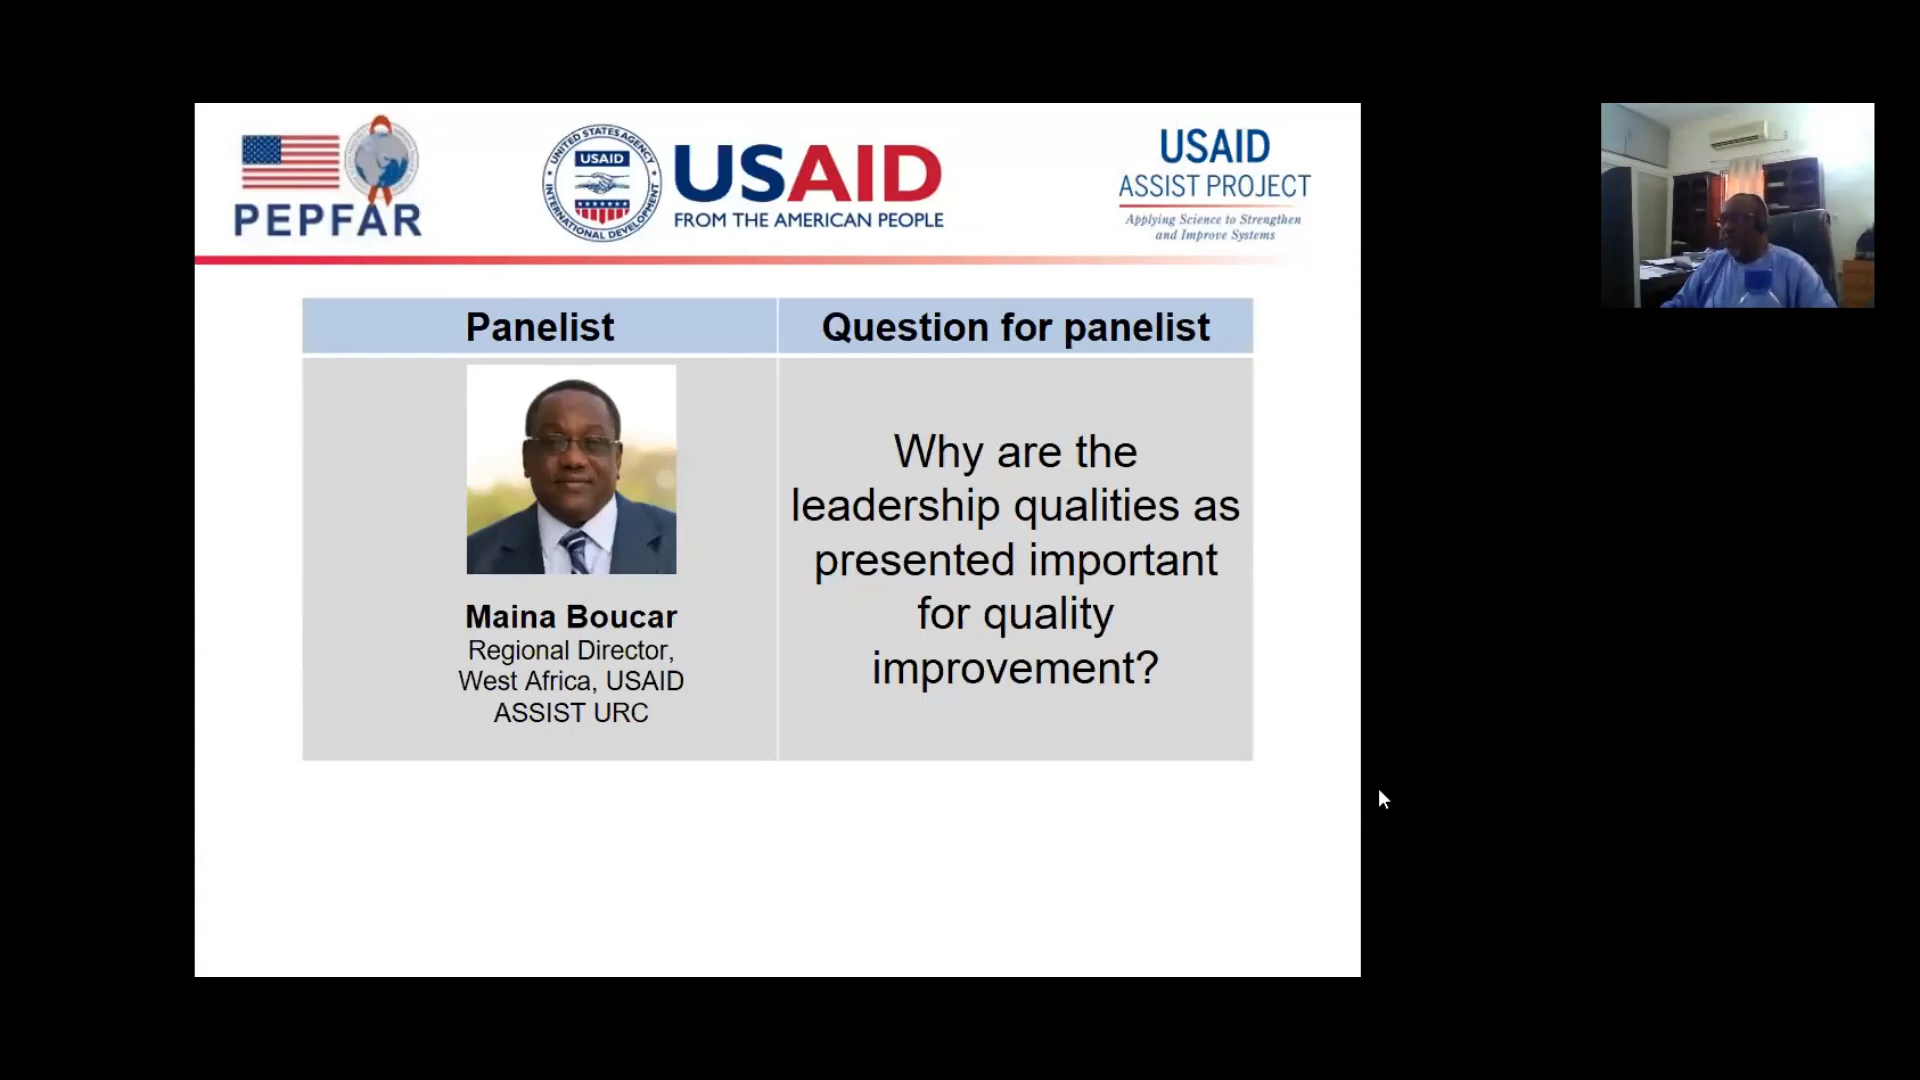 PEPFAR
UNITED STATES AGENCY
USAID
INTERNATIONAL DEVELOPMENT
USAID
FROM THE AMERICAN PEOPLE
USAID
ASSIST PROJECT
Applying Science to Strengthen
and Improve Systems
Panelist
Question for panelist
Maina Boucar
Regional Director,
West Africa, USAID
ASSIST URC
Why are the
leadership qualities as
presented important
for quality
improvement?